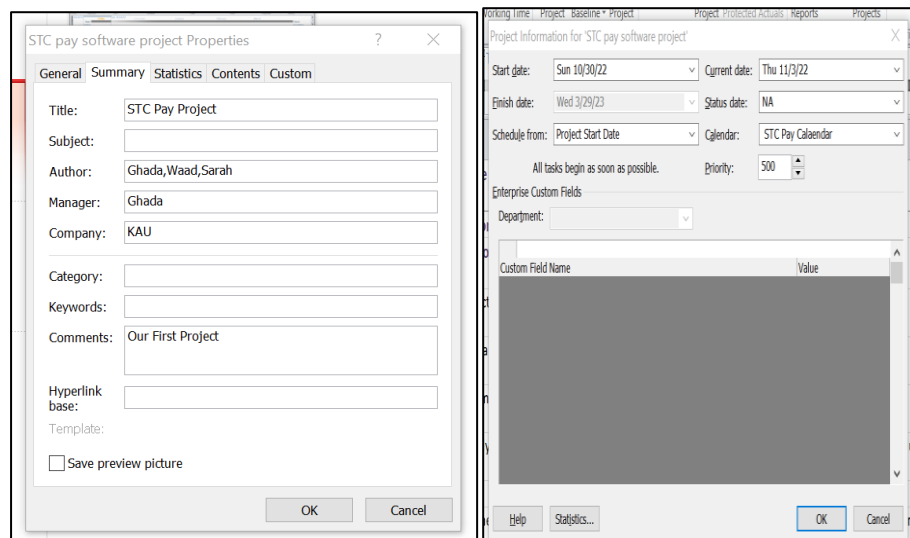 STC pay software project Properties
General Summary Statistics Contents Custom
Title: STC Pay Project
Subject:
Author: Ghada,Waad,Sarah
Manager: Ghada
Company: KAU
Category:
Keywords:
Comments: Our First Project
Hyperlink
base:
Template:
Save preview picture
OK Cancel
Working Time Project Baseline Project Project Protected Actuals Reports Projects
Project Information for 'STC pay software project'
Start date: Sun 10/30/22 Current date: Thu 11/3/22
Finish date: Wed 3/29/23 Status date: NA
Schedule from: Project Start Date Calendar: STC Pay Calaendar
All tasks begin as soon as possible. Priority: 500
Enterprise Custom Fields
Department:
Custom Field Name Value
Help Statistics... OK Cancel